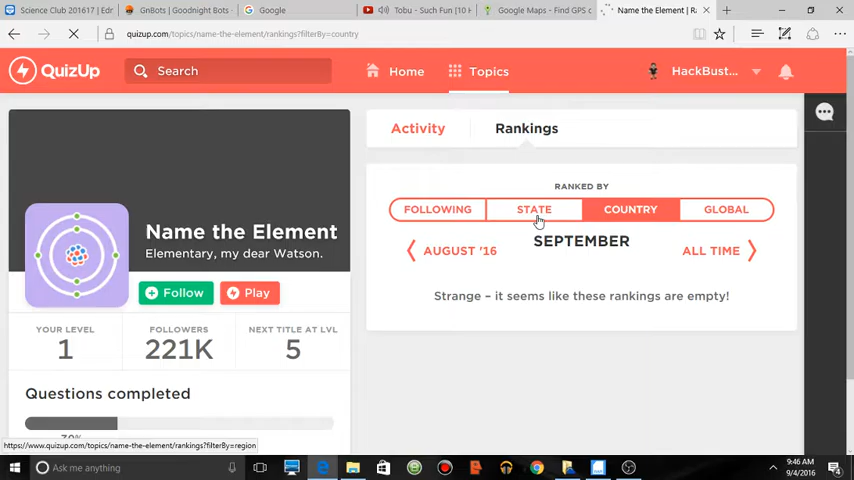 Science Club 201617 | Edr
GnBots | Goodnight Bots -
Google
Tobu - Such Fun [10 H
Google Maps - Find GPS c
Name the Element | Ra
quizup.com/topics/name-the-element/rankings?filterBy=country
QuizUp
Search
Home
Topics
HackBust...
Activity
Rankings
RANKED BY
FOLLOWING
STATE
COUNTRY
GLOBAL
AUGUST '16
SEPTEMBER
ALL TIME
Strange – it seems like these rankings are empty!
Name the Element
Elementary, my dear Watson.
Follow
Play
YOUR LEVEL
1
FOLLOWERS
221K
NEXT TITLE AT LVL
5
Questions completed
https://www.quizup.com/topics/name-the-element/rankings?filterBy=region
Ask me anything
9:46 AM
9/4/2016
4